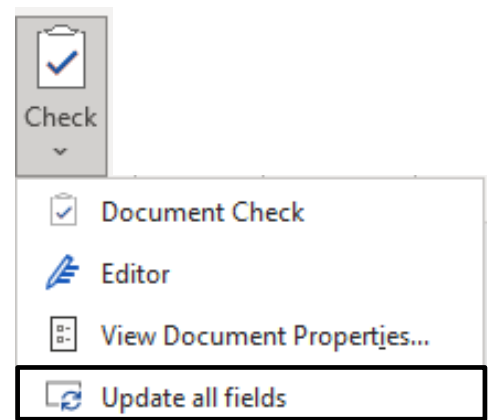 Check
Document Check
Editor
View Document Properties...
Update all fields